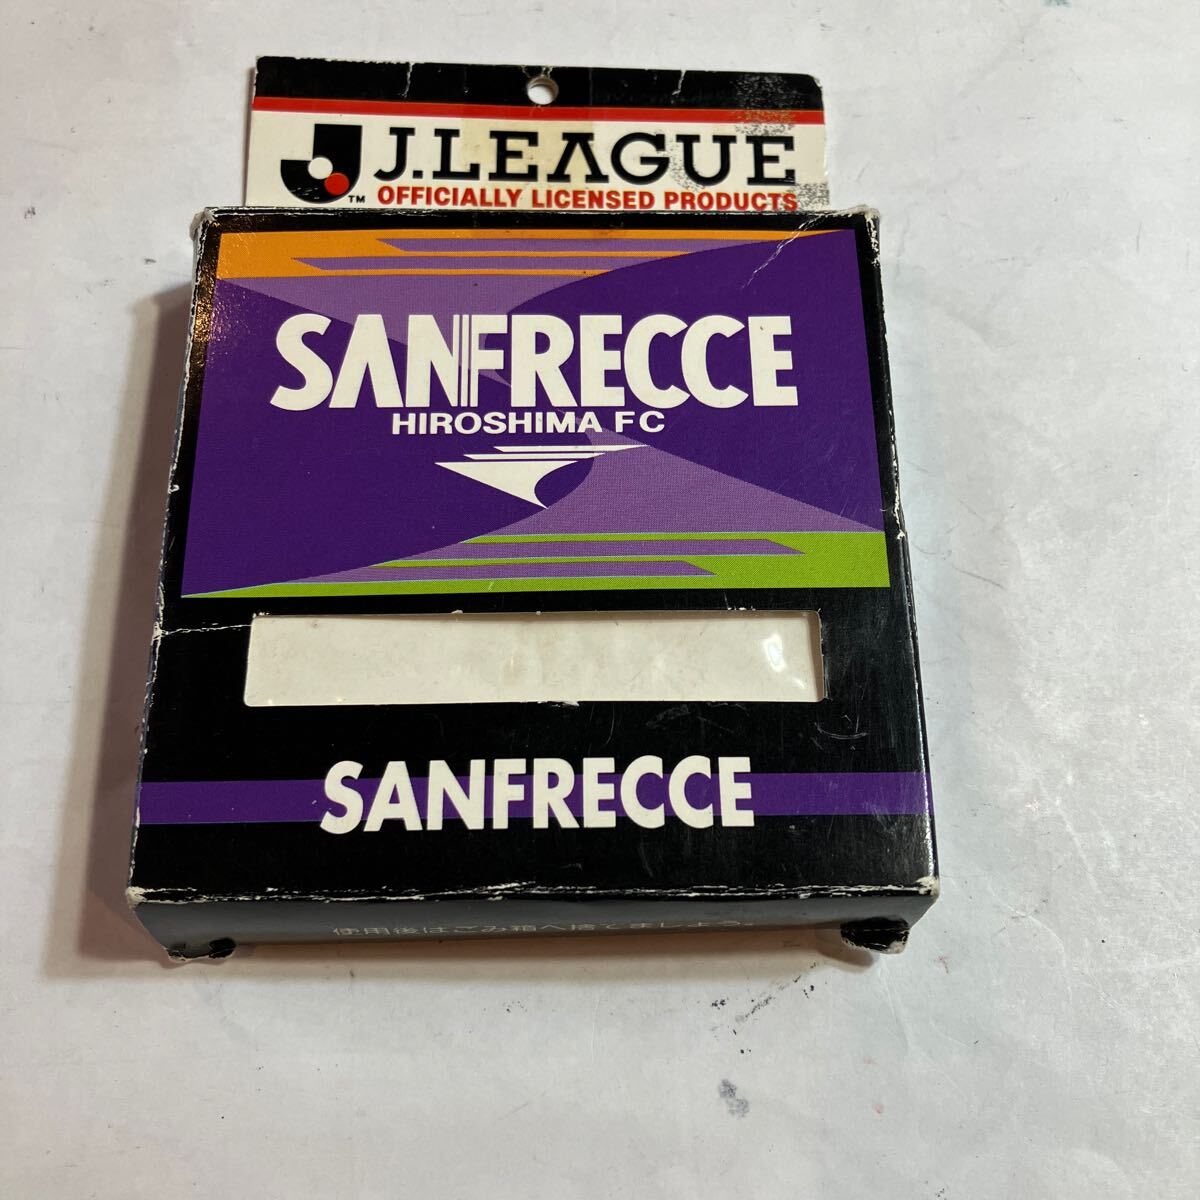 J.LEAGUE
TM
OFFICIALLY LICENSED PRODUCTS
SANFRECCE
HIROSHIMA FC
SANFRECCE
使用後はごみ箱へ捨てましょう。